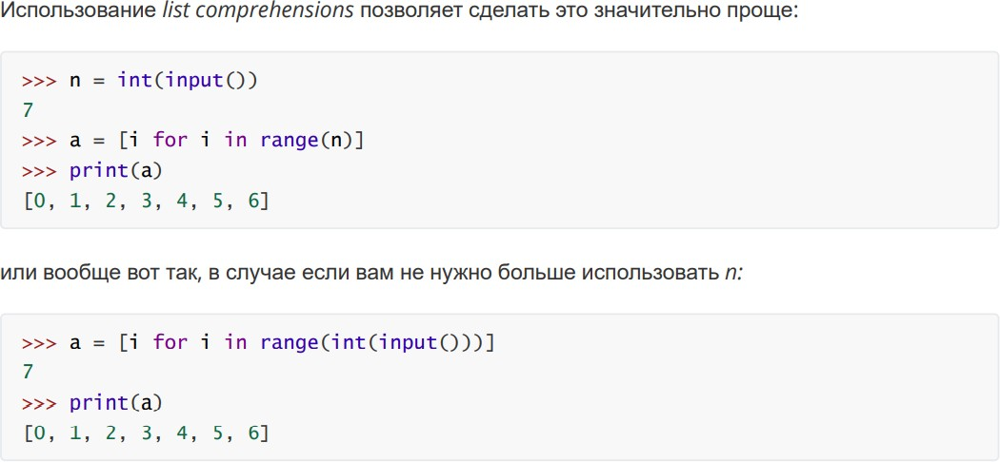 Использование list comprehensions позволяет сделать это значительно проще:
>>> n = int(input())
7
>>> a = [i for i in range(n)]
>>> print(a)
[0, 1, 2, 3, 4, 5, 6]
или вообще вот так, в случае если вам не нужно больше использовать n:
>>> a = [i for i in range(int(input()))]
7
>>> print(a)
[0, 1, 2, 3, 4, 5, 6]